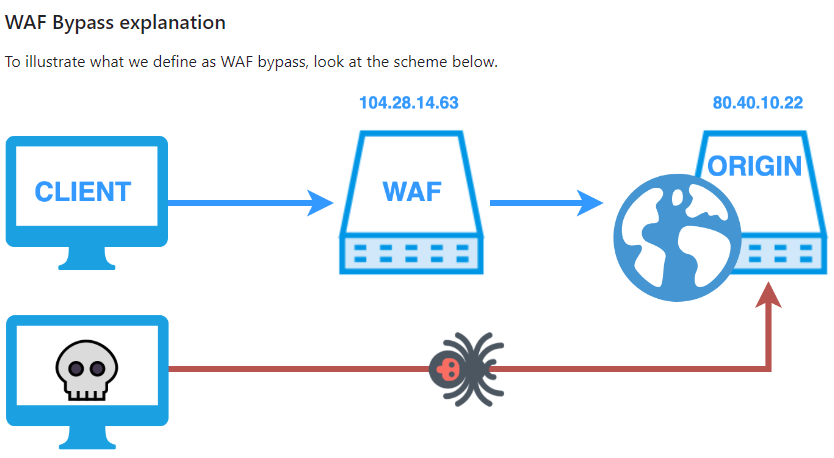 WAF Bypass explanation
To illustrate what we define as WAF bypass, look at the scheme below.
104.28.14.63
80.40.10.22
CLIENT
WAF
ORIGIN